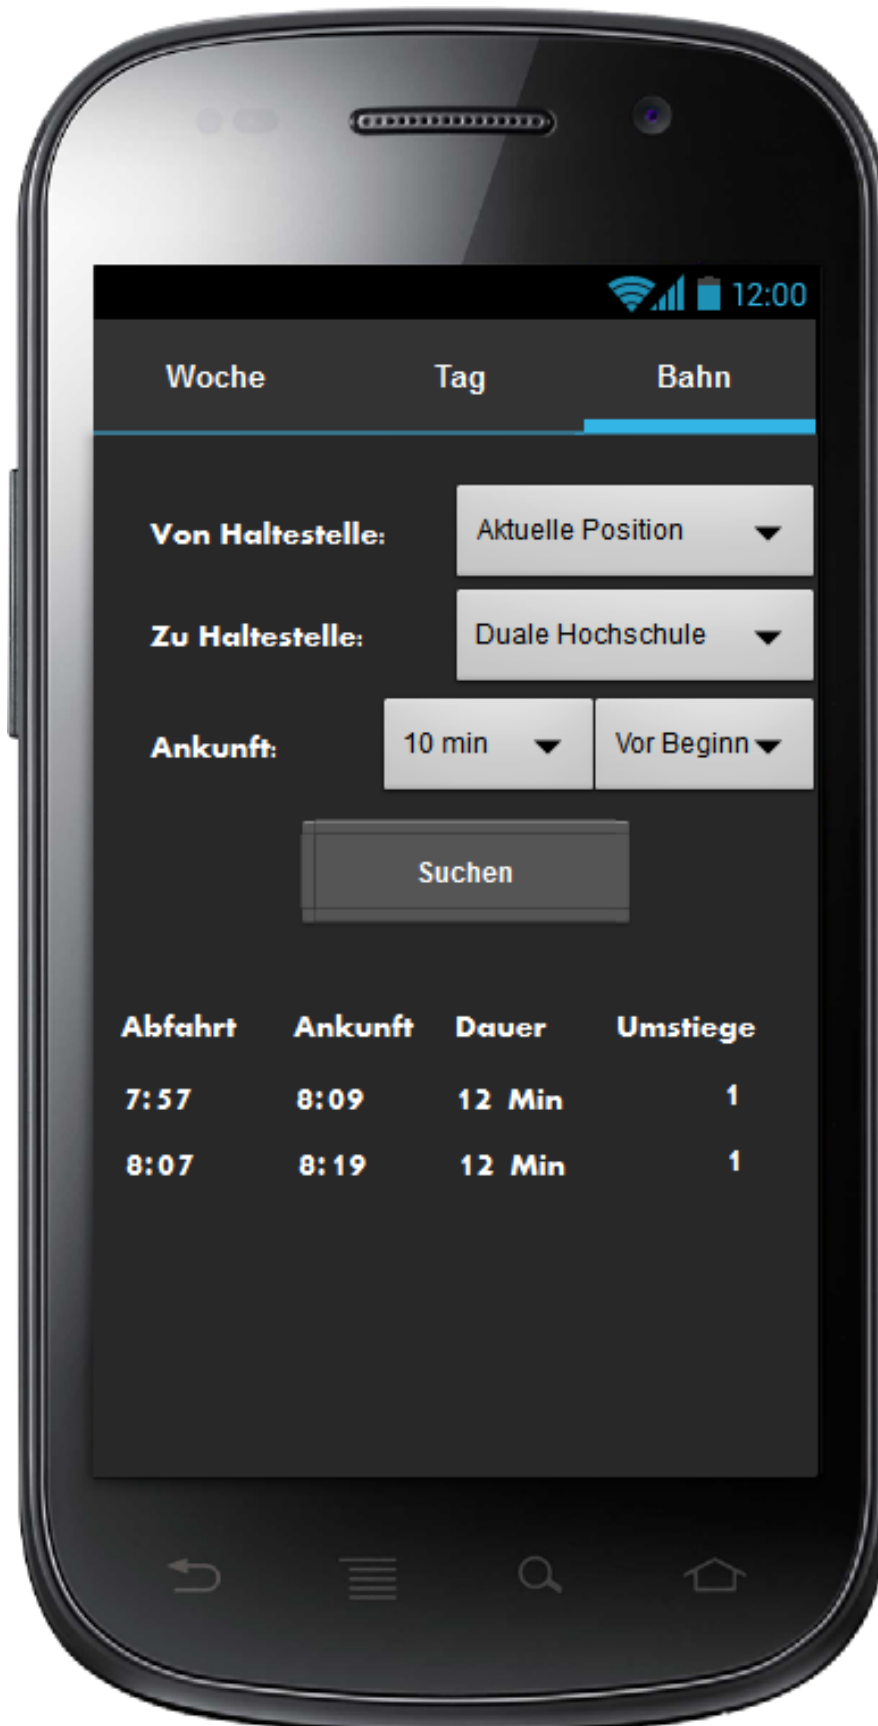 12:00
Woche Tag Bahn
Von Haltestelle: Aktuelle Position
Zu Haltestelle: Duale Hochschule
Ankunft: 10 min Vor Beginn
Suchen
Abfahrt Ankunft Dauer Umstiege
7:57 8:09 12 Min 1
8:07 8:19 12 Min 1